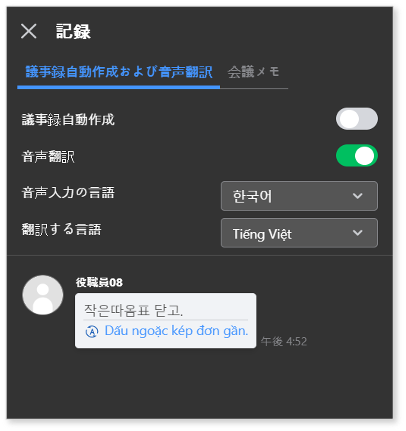 記録
議事録自動作成および音声翻訳 会議メモ
議事録自動作成
音声翻訳
音声入力の言語 한국어
翻訳する言語 Tiếng Việt
役職員08
작은따옴표 닫고.
Dấu ngoặc kép đơn gần.
午後 4:52